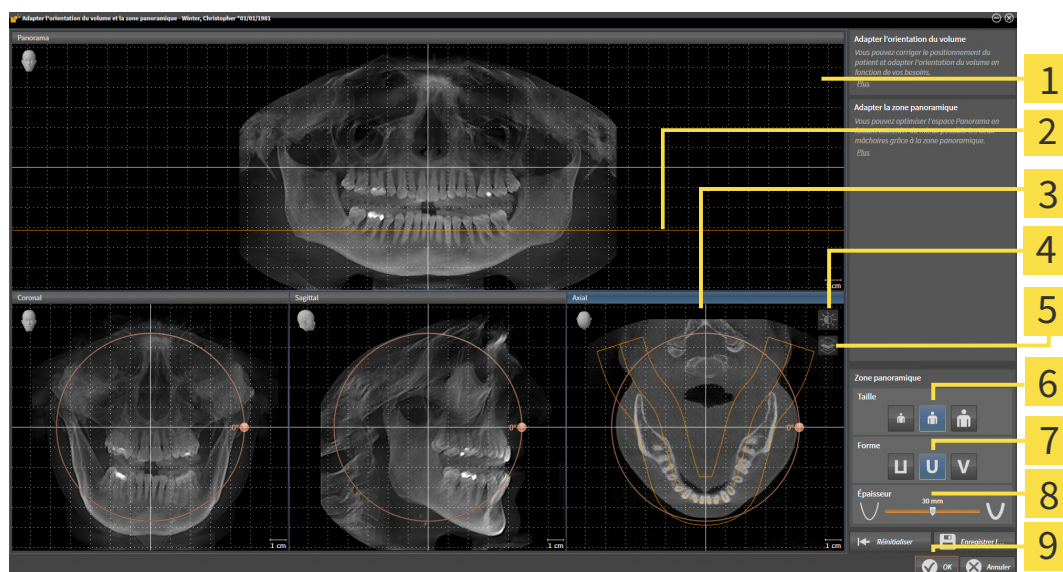 Adapter l'orientation du volume et la zone panoramique - Winter, Christopher *01/01/1981
Panorama
1 cm
Coronal
0°
1 cm
Sagittal
0°
1 cm
Axial
0°
1 cm
Adapter l'orientation du volume
Vous pouvez corriger le positionnement du
patient et adapter l'orientation du volume en
fonction de vos besoins.
Plus
Adapter la zone panoramique
Vous pouvez optimiser l'espace Panorama en
mâchoires grâce à la zone panoramique.
Plus
Zone panoramique
Taille
Forme
U
V
Épaisseur
30 mm
Réinitialiser
Enregistrer l...
OK
Annuler
1
2
3
4
5
6
7
8
9